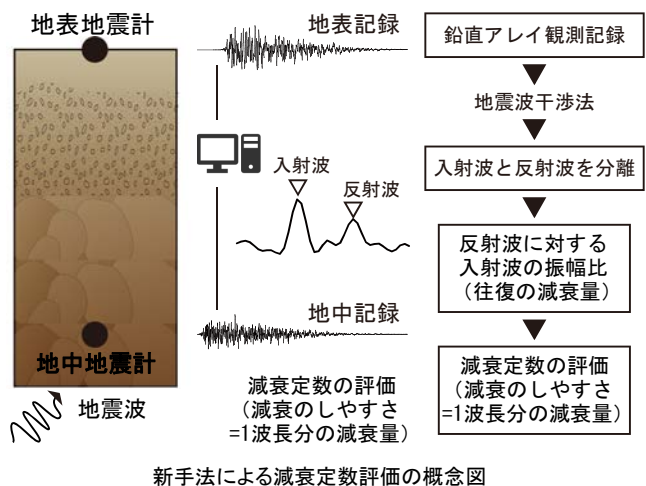 地表地震計
地中地震計
地震波
地表記録
入射波
反射波
地中記録
減衰定数の評価
(減衰のしやすさ
=1波長分の減衰量)
鉛直アレイ観測記録
地震波干渉法
入射波と反射波を分離
反射波に対する
入射波の振幅比
(往復の減衰量)
減衰定数の評価
(減衰のしやすさ
=1波長分の減衰量)
新手法による減衰定数評価の概念図